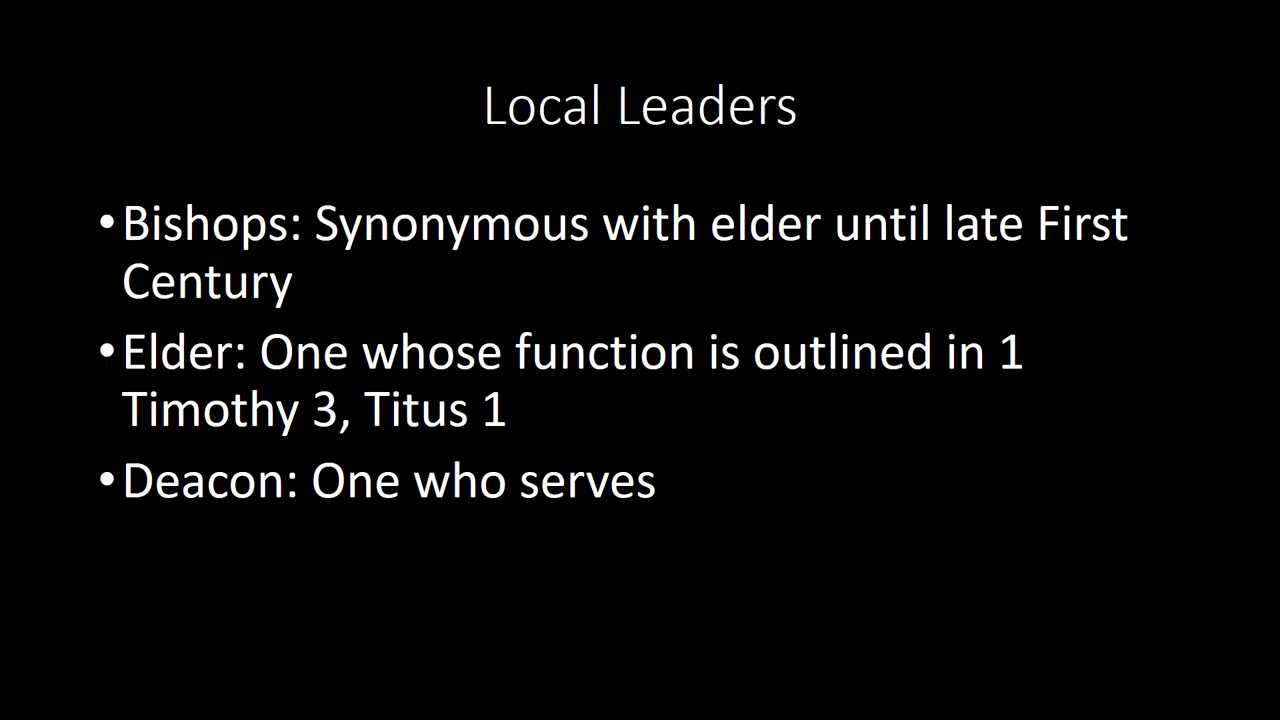 Local Leaders
•Bishops: Synonymous with elder until late First
Century
•Elder: One whose function is outlined in 1
Timothy 3, Titus 1
•Deacon: One who serves